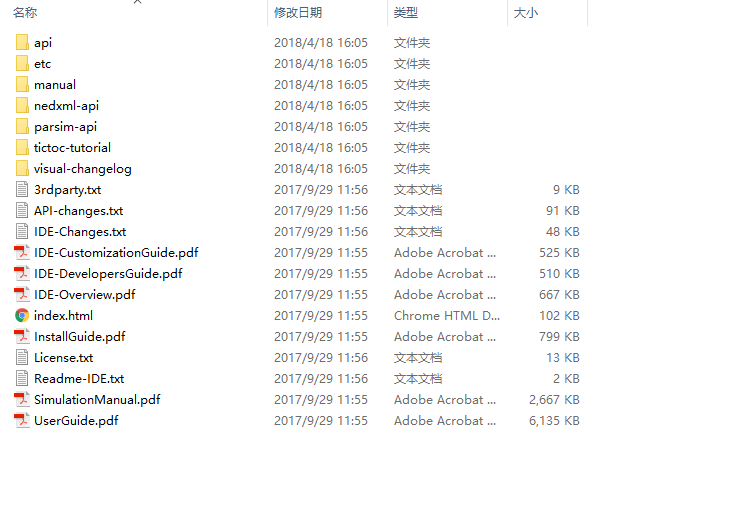 名称 修改日期 类型 大小
api 2018/4/18 16:05 文件夹
etc 2018/4/18 16:05 文件夹
manual 2018/4/18 16:05 文件夹
nedxml-api 2018/4/18 16:05 文件夹
parsim-api 2018/4/18 16:05 文件夹
tictoc-tutorial 2018/4/18 16:05 文件夹
visual-changelog 2018/4/18 16:05 文件夹
3rdparty.txt 2017/9/29 11:56 文本文档 9 KB
API-changes.txt 2017/9/29 11:56 文本文档 91 KB
IDE-Changes.txt 2017/9/29 11:56 文本文档 48 KB
IDE-CustomizationGuide.pdf 2017/9/29 11:55 Adobe Acrobat ... 525 KB
IDE-DevelopersGuide.pdf 2017/9/29 11:55 Adobe Acrobat ... 510 KB
IDE-Overview.pdf 2017/9/29 11:55 Adobe Acrobat ... 667 KB
index.html 2017/9/29 11:55 Chrome HTML D... 102 KB
InstallGuide.pdf 2017/9/29 11:55 Adobe Acrobat ... 799 KB
License.txt 2017/9/29 11:56 文本文档 13 KB
Readme-IDE.txt 2017/9/29 11:56 文本文档 2 KB
SimulationManual.pdf 2017/9/29 11:55 Adobe Acrobat ... 2,667 KB
UserGuide.pdf 2017/9/29 11:55 Adobe Acrobat ... 6,135 KB